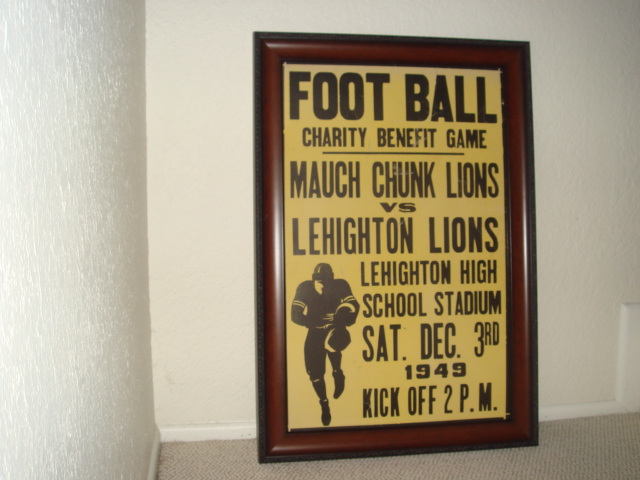 FOOT BALL
CHARITY BENEFIT GAME
MAUCH CHUNK LIONS
VS
LEHIGHTON LIONS
LEHIGHTON HIGH
SCHOOL STADIUM
SAT. DEC. 3RD
1949
KICK OFF 2 P. M.